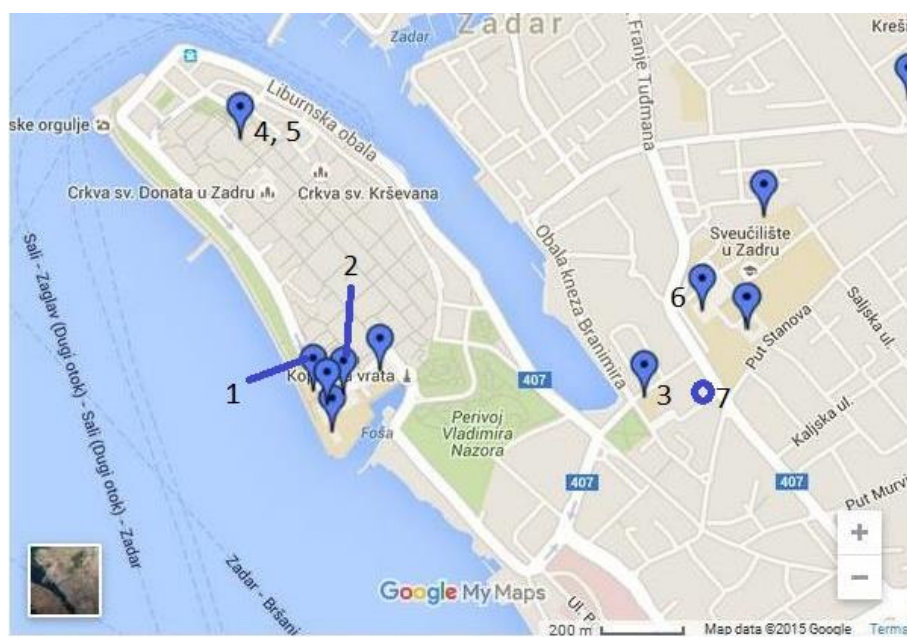 Zadar
Zadar
Franje Tuđmana
Kreši
ske orgulje
4, 5
Liburnska obala
Crkva sv. Donata u Zadru
Crkva sv. Krševana
Sveučilište
u Zadru
Obala kneza Branimira
Saljska ul.
Sali - Zaglav (Dugi otok) - Sali (Dugi otok) - Zadar
2
6
Put Stanova
1
vrata
407
3
7
Foša
Perivoj
Vladimira
Nazora
Kaljska ul.
407
407
Put Murvi
Zadar - Bršanj
Google My Maps
Ul.
+
−
200 m
Map data ©2015 Google
Terms